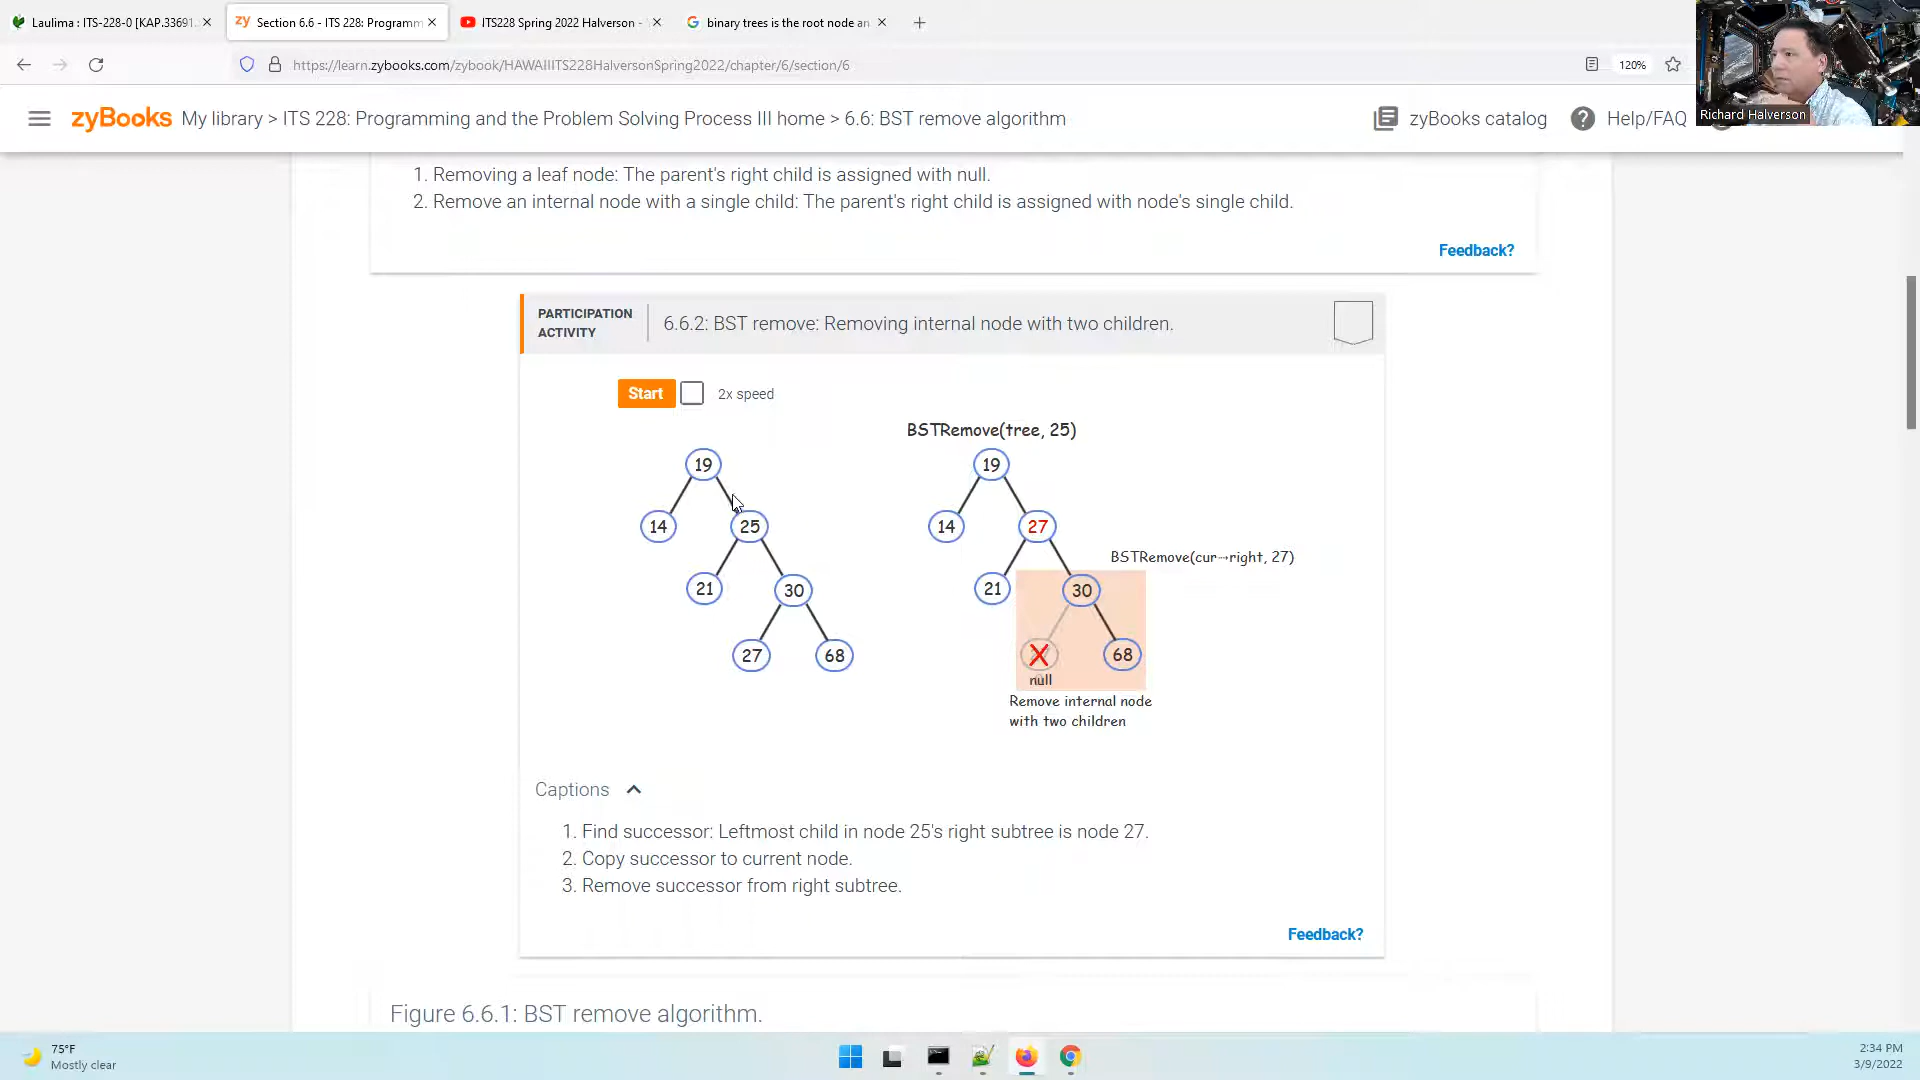 Laulima : ITS-228-0 [KAP.33691.
Section 6.6 - ITS 228: Programm
ITS228 Spring 2022 Halverson -
binary trees is the root node an
https://learn.zybooks.com/zybook/HAWAIIITS228HalversonSpring2022/chapter/6/section/6
120%
Richard Halverson
zyBooks My library > ITS 228: Programming and the Problem Solving Process III home > 6.6: BST remove algorithm
zyBooks catalog
Help/FAQ
1. Removing a leaf node: The parent's right child is assigned with null.
2. Remove an internal node with a single child: The parent's right child is assigned with node's single child.
Feedback?
PARTICIPATION
ACTIVITY
6.6.2: BST remove: Removing internal node with two children.
Start
2x speed
BSTRemove(tree, 25)
19
14
25
21
30
27
68
19
14
27
21
30
68
BSTRemove(cur→right, 27)
null
Remove internal node
with two children
Captions
1. Find successor: Leftmost child in node 25's right subtree is node 27.
2. Copy successor to current node.
3. Remove successor from right subtree.
Feedback?
Figure 6.6.1: BST remove algorithm.
75°F
Mostly clear
2:34 PM
3/9/2022